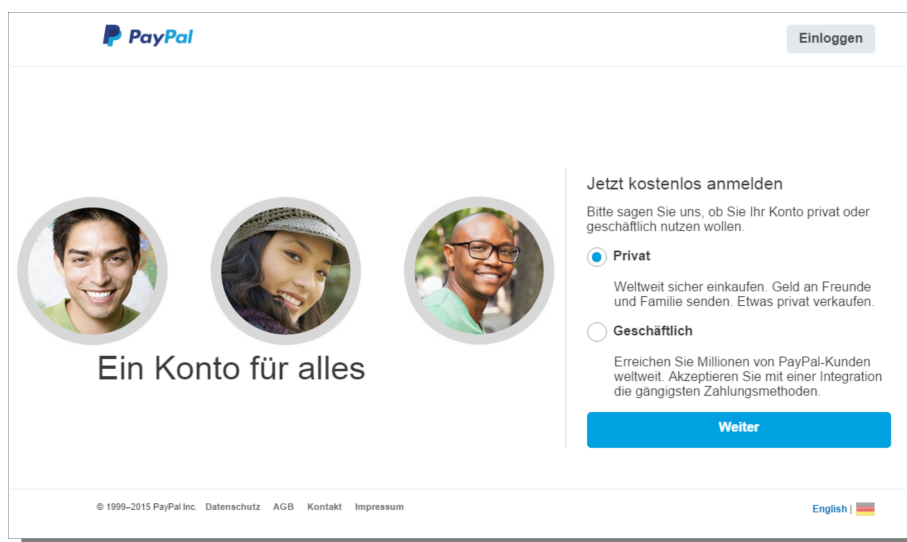 PayPal
Einloggen
Jetzt kostenlos anmelden
Bitte sagen Sie uns, ob Sie Ihr Konto privat oder
geschäftlich nutzen wollen.
Privat
Weltweit sicher einkaufen. Geld an Freunde
und Familie senden. Etwas privat verkaufen.
Geschäftlich
Erreichen Sie Millionen von PayPal-Kunden
weltweit. Akzeptieren Sie mit einer Integration
die gängigsten Zahlungsmethoden.
Weiter
Ein Konto für alles
© 1999–2015 PayPal Inc. Datenschutz AGB Kontakt Impressum
English |